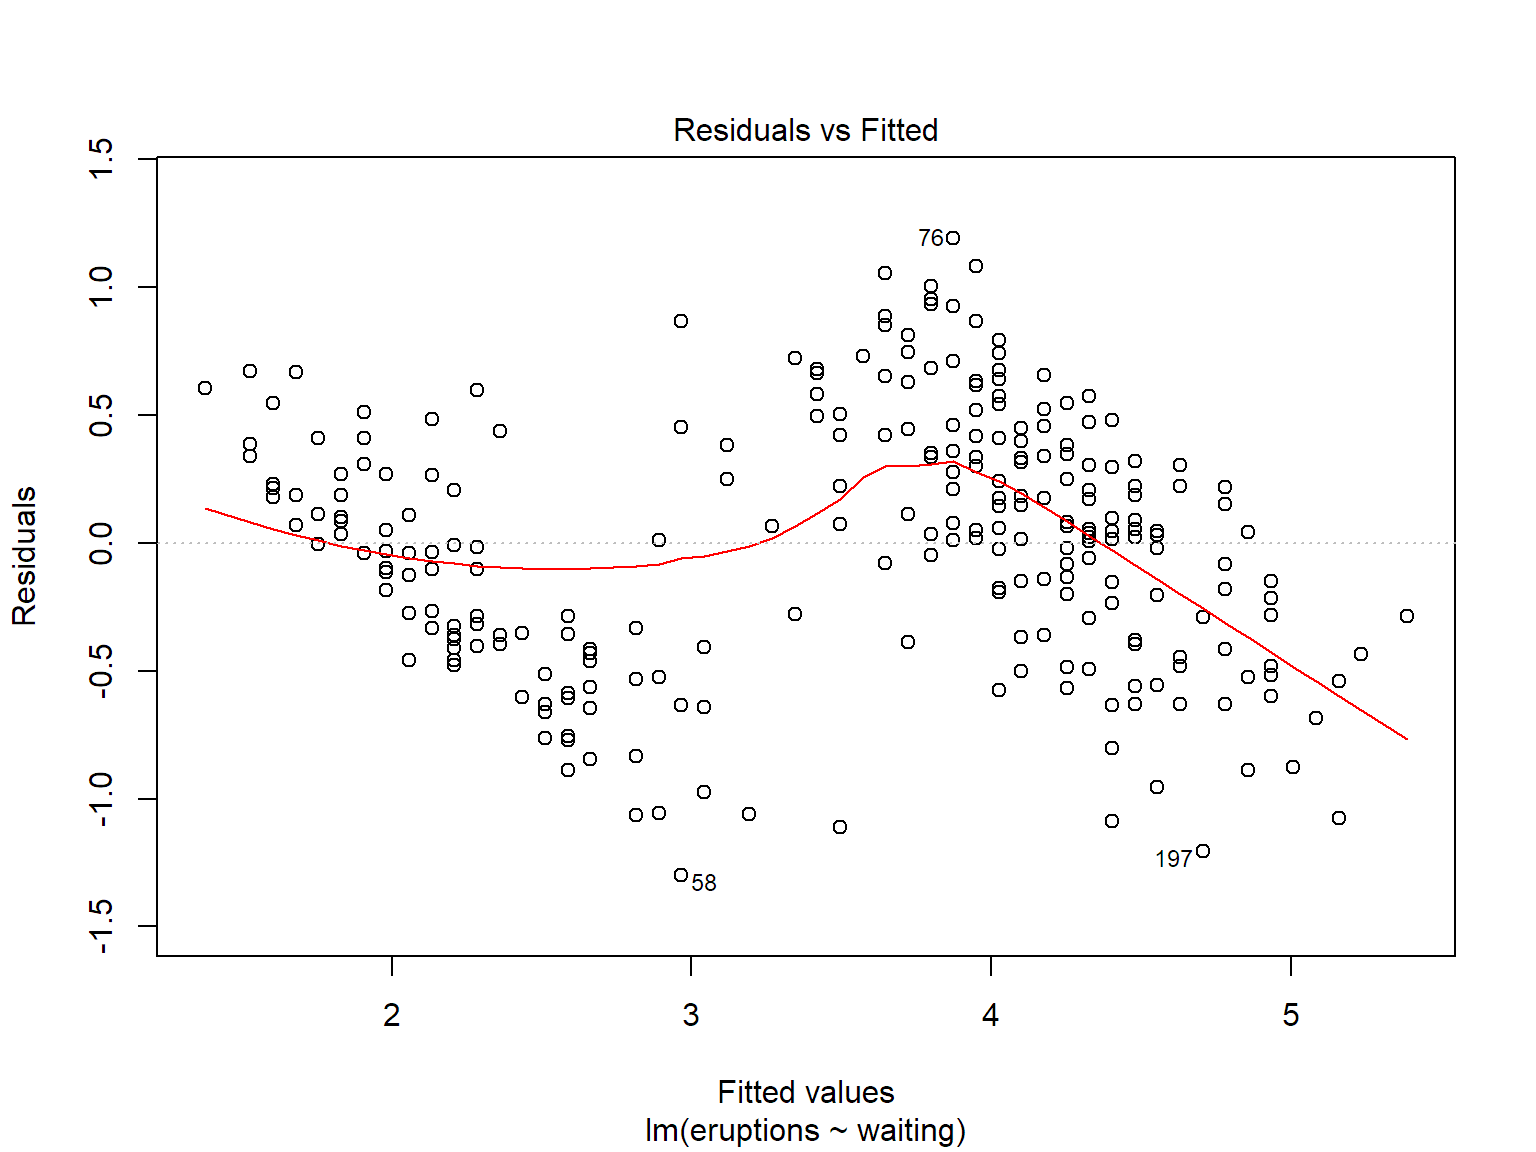 Residuals vs Fitted
Residuals
1.5
1.0
0.5
0.0
-0.5
-1.0
-1.5
76
58
197
2 3 4 5
Fitted values
lm(eruptions ~ waiting)